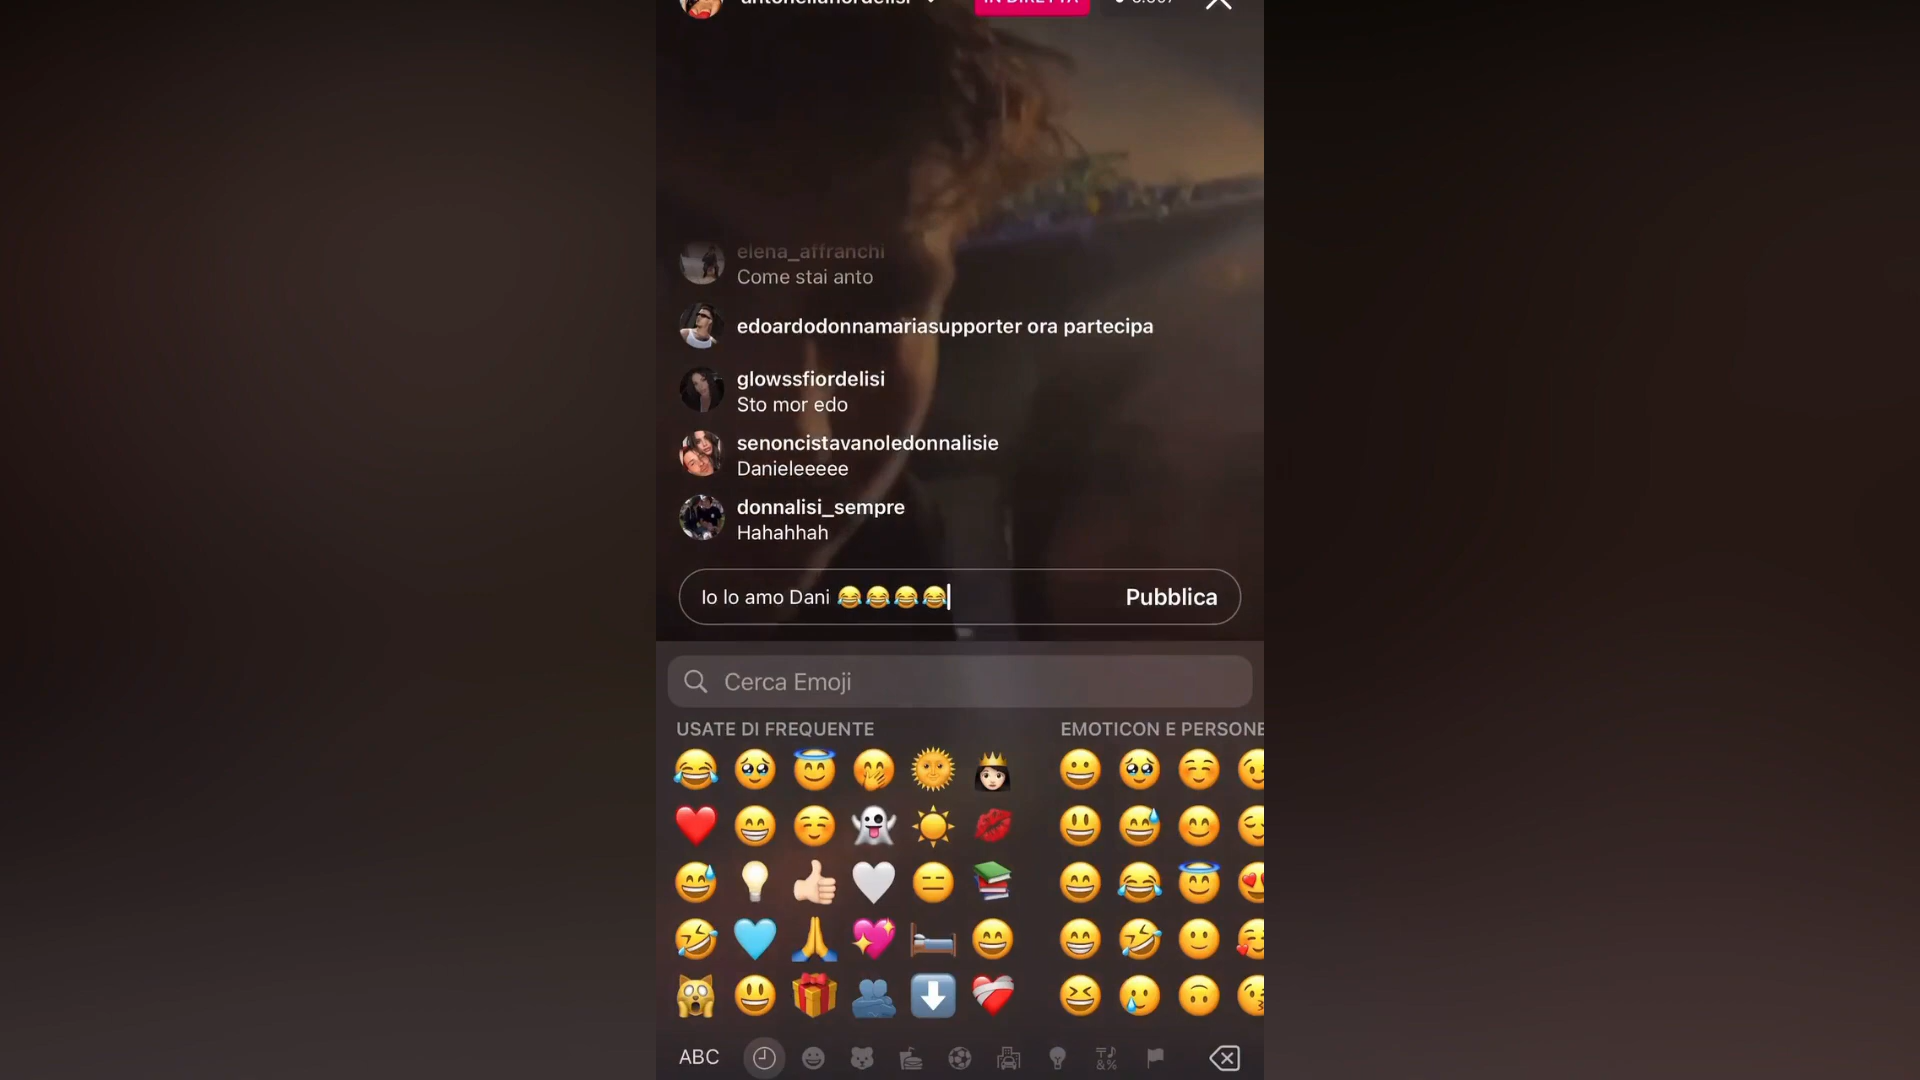 elena_affranchi
Come stai anto
edoardodonnamariasupporter ora partecipa
glowssfiordelisi
Sto mor edo
senoncistavanoledonnalisie
Danieleeeee
donnalisi_sempre
Hahahhah
Io lo amo Dani 😂😂😂😂
Pubblica
Cerca Emoji
USATE DI FREQUENTE
EMOTICON E PERSONE
ABC